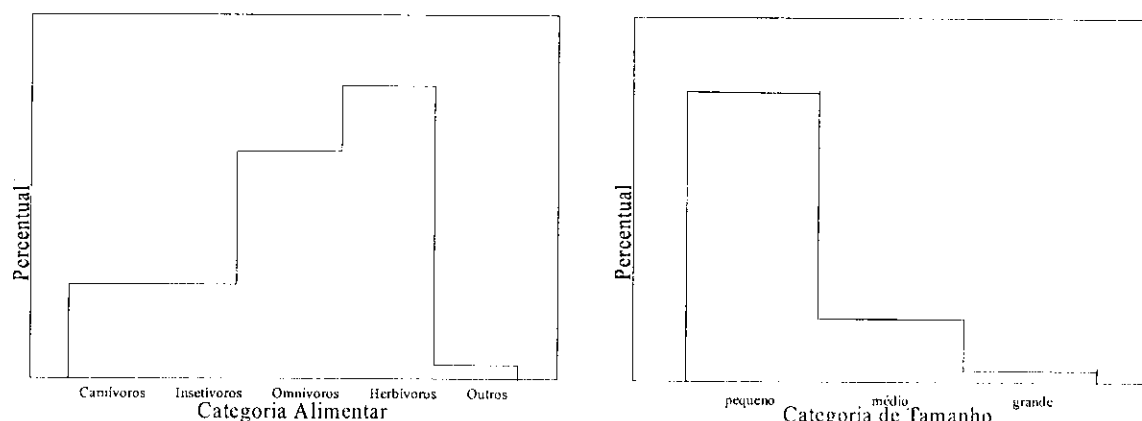 Percentual
Carnívoros Insetívoros Omnívoros Herbívoros Outros
Categoria Alimentar
Percentual
pequeno médio grande
Categoria de Tamanho